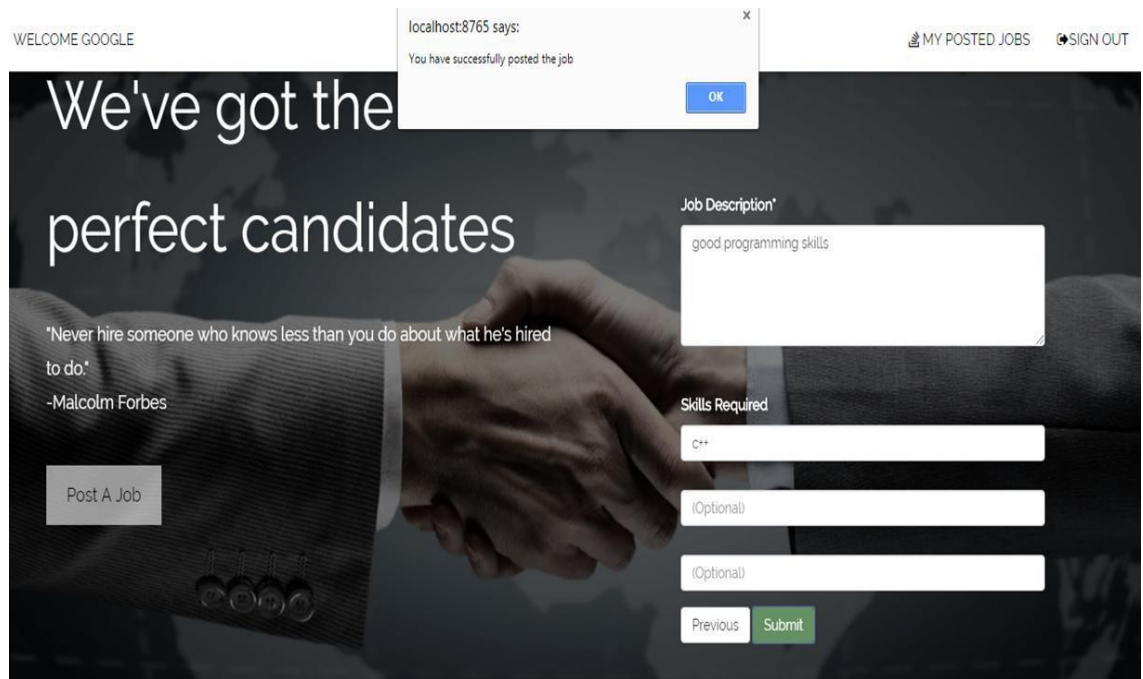 WELCOME GOOGLE
localhost:8765 says:
x
You have successfully posted the job
OK
MY POSTED JOBS
SIGN OUT
We've got the
perfect candidates
"Never hire someone who knows less than you do about what he's hired
to do."
-Malcolm Forbes
Post A Job
Job Description*
good programming skills
Skills Required
c++
(Optional)
(Optional)
Previous
Submit